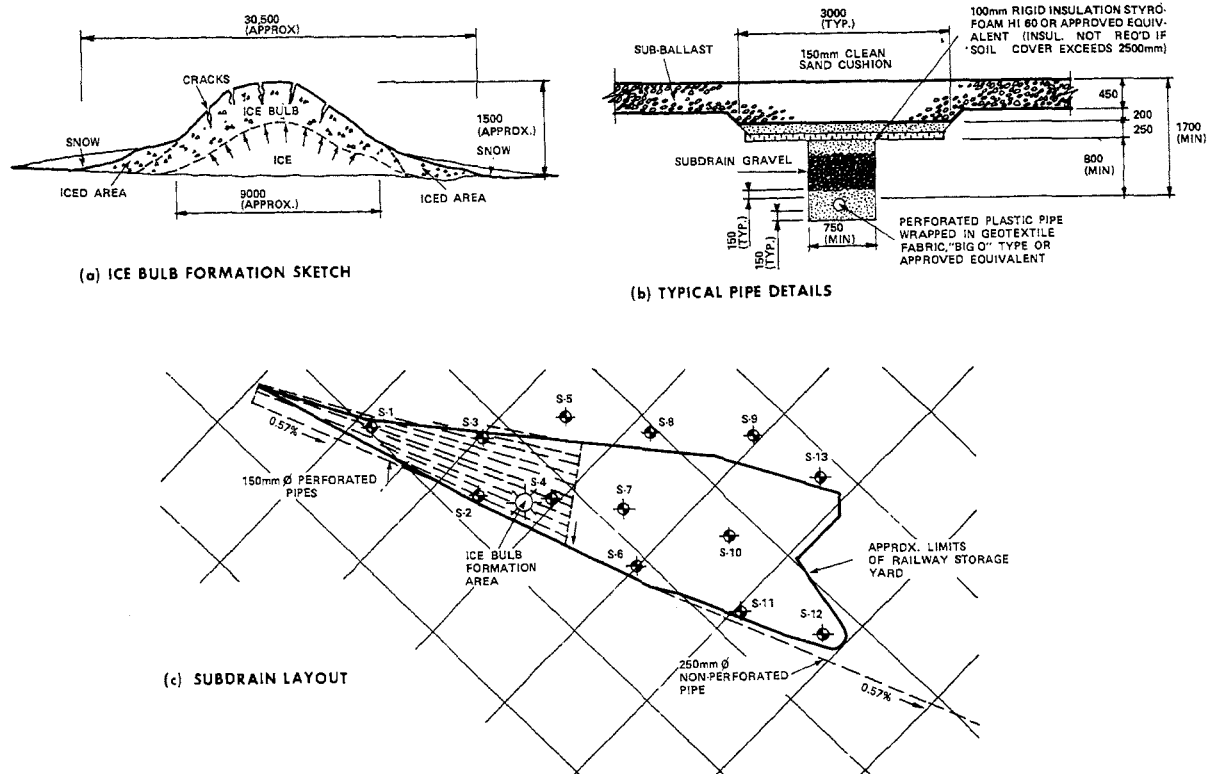 30,500
(APPROX)
CRACKS
ICE BULB
SNOW
ICE
1500
(APPROX.)
SNOW
ICED AREA
9000
(APPROX.)
ICED AREA
(a) ICE BULB FORMATION SKETCH
3000
(TYP.)
100mm RIGID INSULATION STYRO-
FOAM HI 60 OR APPROVED EQUIV-
ALENT (INSUL. NOT REQ'D IF
SOIL COVER EXCEEDS 2500mm)
SUB-BALLAST
150mm CLEAN
SAND CUSHION
450
200
250
1700
(MIN)
SUBDRAIN GRAVEL
800
(MIN)
150
(TYP.)
150
(TYP.)
750
(MIN)
PERFORATED PLASTIC PIPE
WRAPPED IN GEOTEXTILE
FABRIC, "BIG O" TYPE OR
APPROVED EQUIVALENT
(b) TYPICAL PIPE DETAILS
0.57%
S-1
S-3
S-5
S-8
S-9
S-13
150mm Ø PERFORATED
PIPES
S-2
S-4
S-7
S-6
S-10
ICE BULB
FORMATION
AREA
APPRDX. LIMITS
OF RAILWAY STORAGE
YARD
S-11
S-12
250mm Ø
NON-PERFORATED
PIPE
0.57%
(c) SUBDRAIN LAYOUT